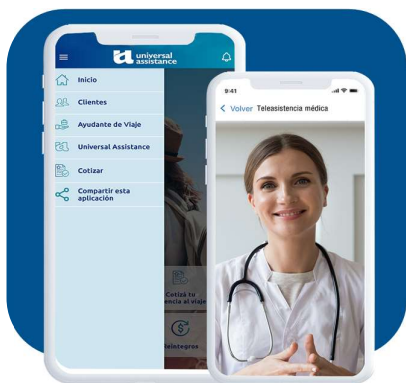 universal
assistance
Inicio
Clientes
Ayudante de Viaje
Universal Assistance
Cotizar
Compartir esta
aplicación
Cotizá tu
encia al viaje
Reintegros
9:41
Volver Teleasistencia médica